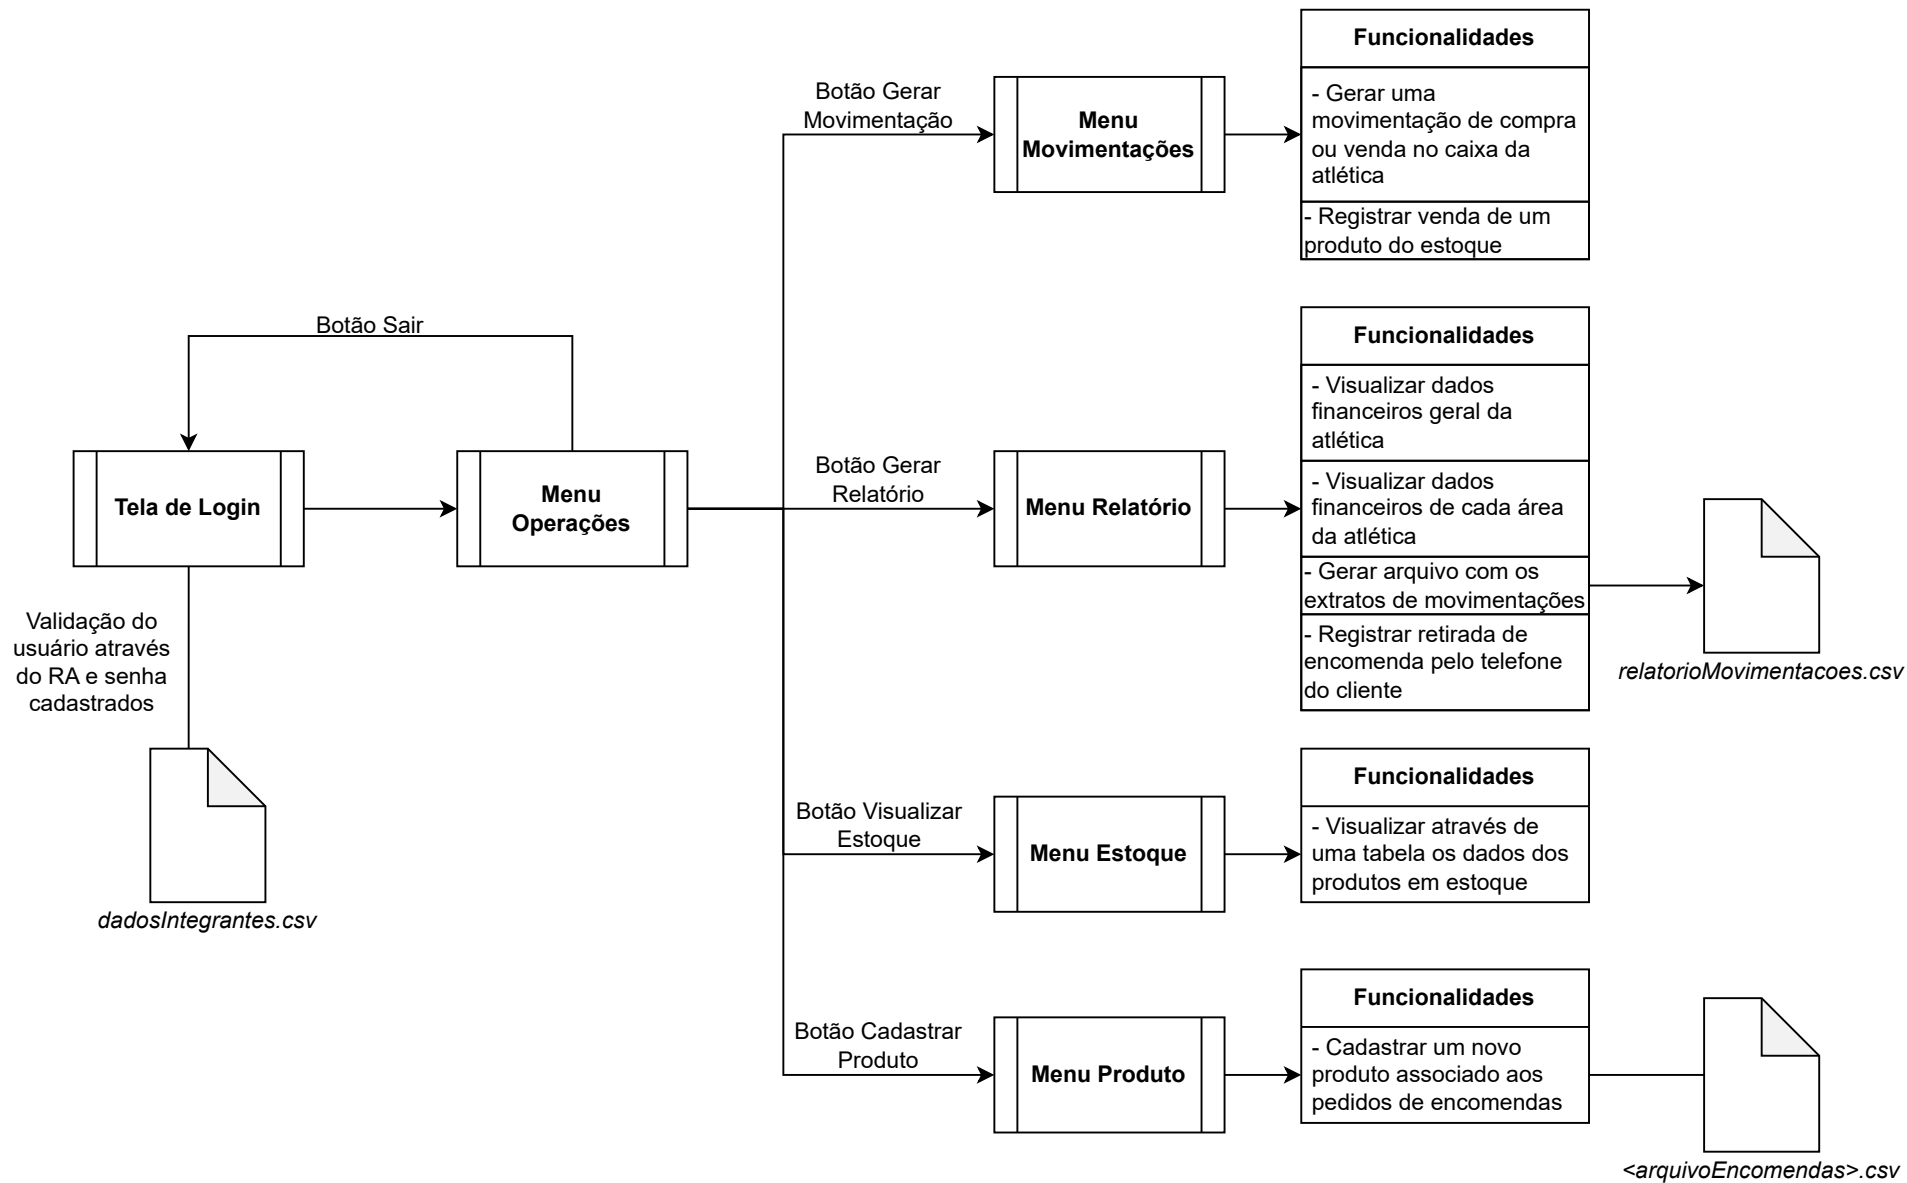 Funcionalidades
- Gerar uma
movimentação de compra
ou venda no caixa da
atlética
- Registrar venda de um
produto do estoque
Botão Gerar
Movimentação
Menu
Movimentações
Botão Sair
Tela de Login
Menu
Operações
Validação do
usuário através
do RA e senha
cadastrados
dadosIntegrantes.csv
Botão Gerar
Relatório
Menu Relatório
Funcionalidades
- Visualizar dados
financeiros geral da
atlética
- Visualizar dados
financeiros de cada área
da atlética
- Gerar arquivo com os
extratos de movimentações
- Registrar retirada de
encomenda pelo telefone
do cliente
relatorioMovimentacoes.csv
Botão Visualizar
Estoque
Menu Estoque
Funcionalidades
- Visualizar através de
uma tabela os dados dos
produtos em estoque
Botão Cadastrar
Produto
Menu Produto
Funcionalidades
- Cadastrar um novo
produto associado aos
pedidos de encomendas
<arquivoEncomendas>.csv